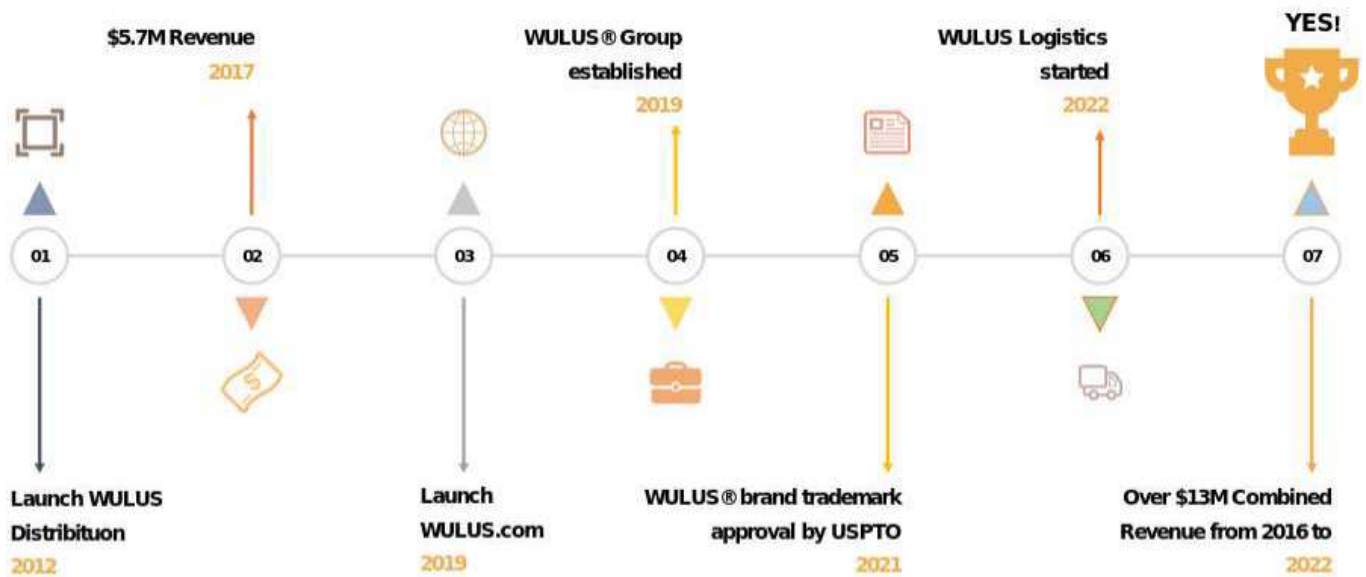 $5.7M Revenue
2017
WULUS® Group
established
2019
WULUS Logistics
started
2022
YES!
01
02
03
04
05
06
07
Launch WULUS
Distribituon
2012
Launch
WULUS.com
2019
WULUS® brand trademark
approval by USPTO
2021
Over $13M Combined
Revenue from 2016 to
2022